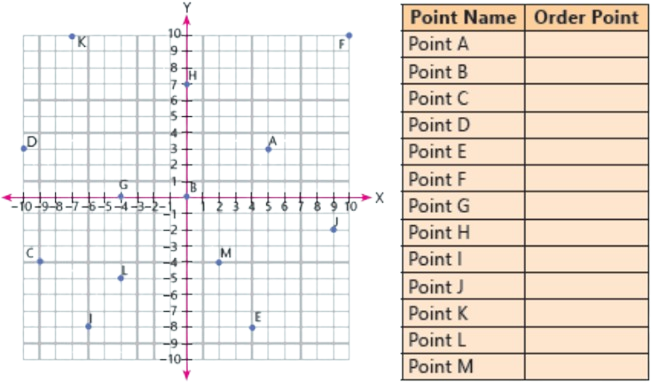 Y
10
K
F
9
8
H
7
6
5
4
D
A
3
2
G
1
B
X
-10 -9 -8 -7 -6 -5 -4 -3 -2 -1 1 2 3 4 5 6 7 8 9 10
-1
J
-2
-3
C
M
-4
L
-5
-6
-7
I
E
-8
-9
-10
Point Name Order Point
Point A
Point B
Point C
Point D
Point E
Point F
Point G
Point H
Point I
Point J
Point K
Point L
Point M